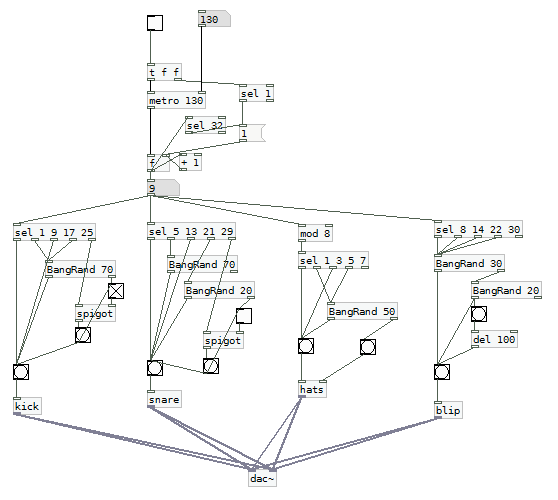 130
t f f
sel 1
metro 130
sel 32
1
f
+ 1
9
sel 1 9 17 25
sel 5 13 21 29
mod 8
sel 8 14 22 30
BangRand 70
BangRand 70
sel 1 3 5 7
BangRand 30
BangRand 20
BangRand 20
spigot
BangRand 50
spigot
del 100
kick
snare
hats
blip
dac~